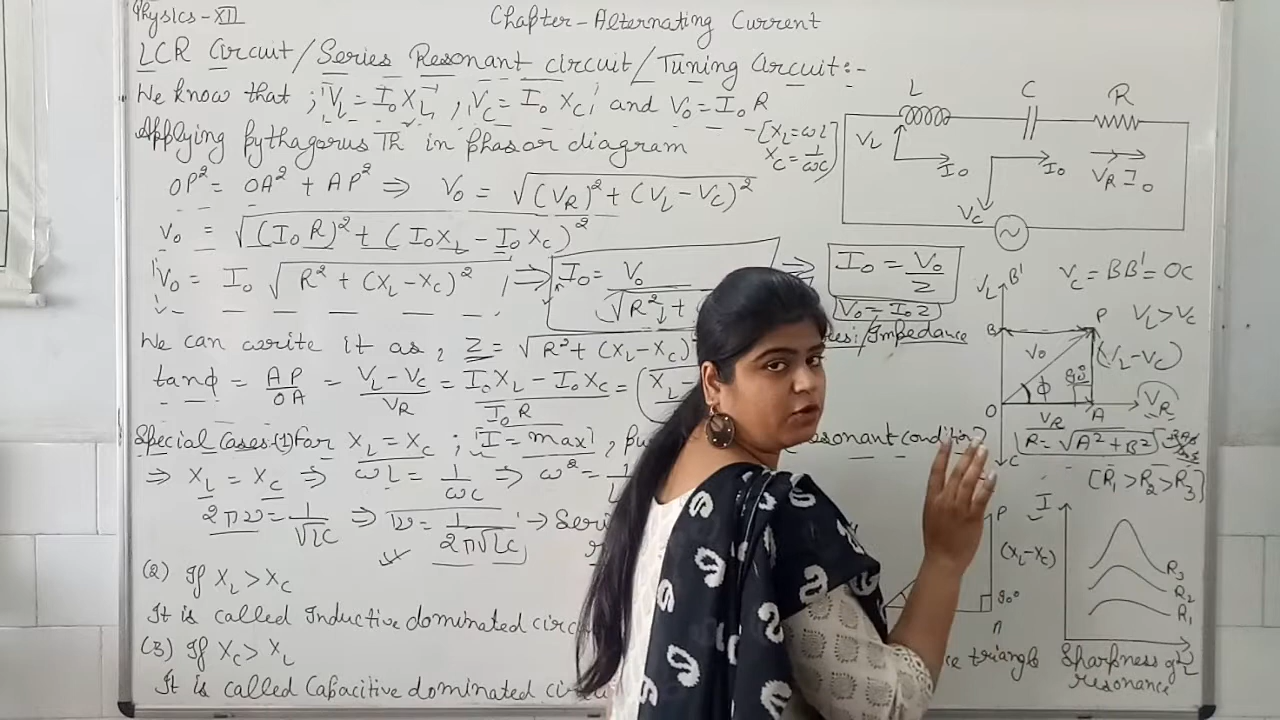 Physics-XII
Chapter-Alternating Current
LCR Circuit/Series Resonant circuit/Tuning Circuit:-
We know that ; V_L = I_0 X_L , V_C = I_0 X_C , and V_0 = I_0 R
-[X_L = ωL
X_C = 1/ωC]
Applying pythagorus Th^m in phasor diagram
OP² = OA² + AP² ⇒ V_0 = √((V_R)² + (V_L - V_C)²)
V_0 = √((I_0 R)² + (I_0 X_L - I_0 X_C)²)
V_0 = I_0 √(R² + (X_L - X_C)²) ⇒ I_0 = V_0/√(R² + (
⇒ I_0 = V_0/Z
V_0 = I_0 Z
We can write it as, Z = √(R² + (X_L - X_C)
/Impedance
tanϕ = AP/OA = V_L - V_C/V_R = I_0 X_L - I_0 X_C/I_0 R = (X_L -
Special Cases(1) For X_L = X_C ; I = max,
Resonant condition
⇒ X_L = X_C ⇒ ωL = 1/ωC ⇒ ω² = 1/
2πυ = 1/√LC ⇒ υ = 1/2π√LC → Seri
(2) If X_L > X_C
It is called Inductive dominated circ
(3) If X_C > X_L
It is called Capacitive dominated circ
L C R
V_L I_0 V_C I_0 V_R I_0
V_C = BB' = OC
V_L B'
B P V_L > V_C
V_0 (V_L - V_C)
ϕ 90°
O V_R A V_R
R = √(A² + B²)
C
[R_1 > R_2 > R_3]
P
(X_L - X_C)
90°
n
ce triangle
I
R_3
R_2
R_1
Sharpness of
resonance